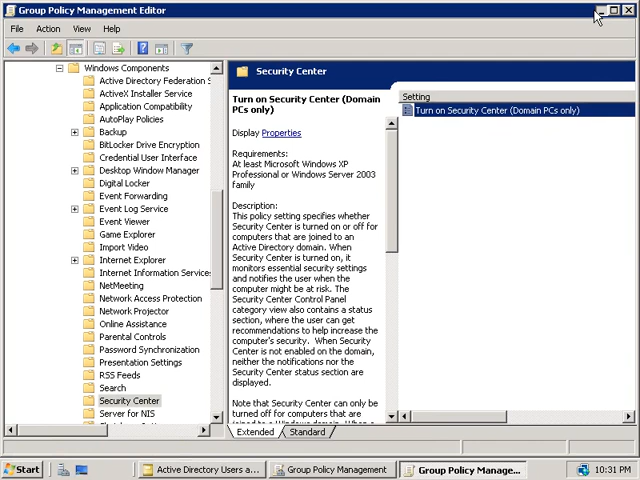 Group Policy Management Editor
File Action View Help
Windows Components
Active Directory Federation S
ActiveX Installer Service
Application Compatibility
AutoPlay Policies
Backup
BitLocker Drive Encryption
Credential User Interface
Desktop Window Manager
Digital Locker
Event Forwarding
Event Log Service
Event Viewer
Game Explorer
Import Video
Internet Explorer
Internet Information Services
NetMeeting
Network Access Protection
Network Projector
Online Assistance
Parental Controls
Password Synchronization
Presentation Settings
RSS Feeds
Search
Security Center
Server for NIS
Security Center
Turn on Security Center (Domain
PCs only)
Display Properties
Requirements:
At least Microsoft Windows XP
Professional or Windows Server 2003
family
Description:
This policy setting specifies whether
Security Center is turned on or off for
computers that are joined to an
Active Directory domain. When
Security Center is turned on, it
monitors essential security settings
and notifies the user when the
computer might be at risk. The
Security Center Control Panel
category view also contains a status
section, where the user can get
recommendations to help increase the
computer's security. When Security
Center is not enabled on the domain,
neither the notifications nor the
Security Center status section are
displayed.
Note that Security Center can only be
turned off for computers that are
Setting
Turn on Security Center (Domain PCs only)
Extended Standard
Start
Active Directory Users a...
Group Policy Management
Group Policy Manage...
10:31 PM